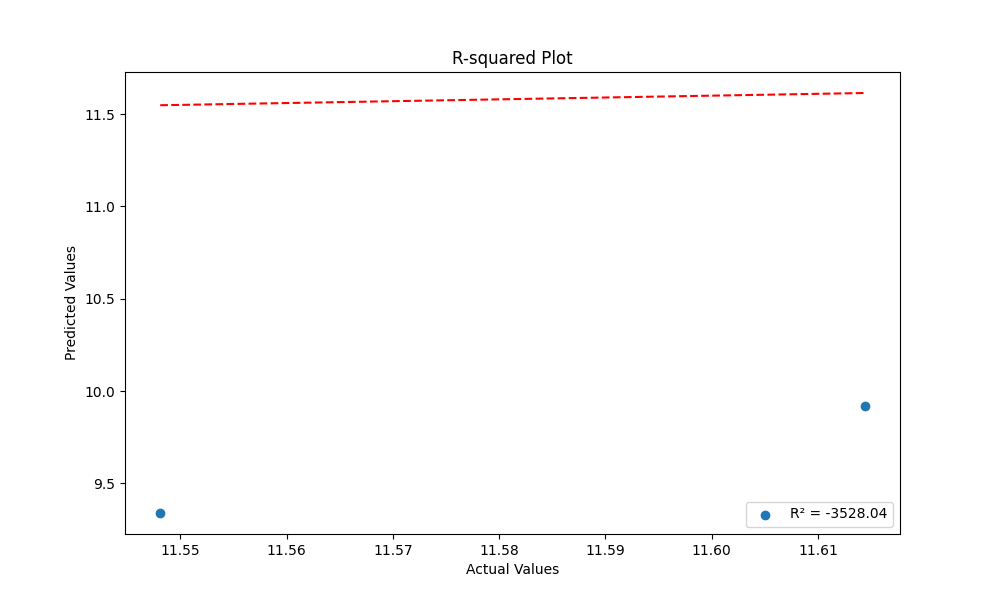 R-squared Plot
11.5
11.0
10.5
10.0
9.5
Predicted Values
R² = -3528.04
11.55 11.56 11.57 11.58 11.59 11.60 11.61
Actual Values